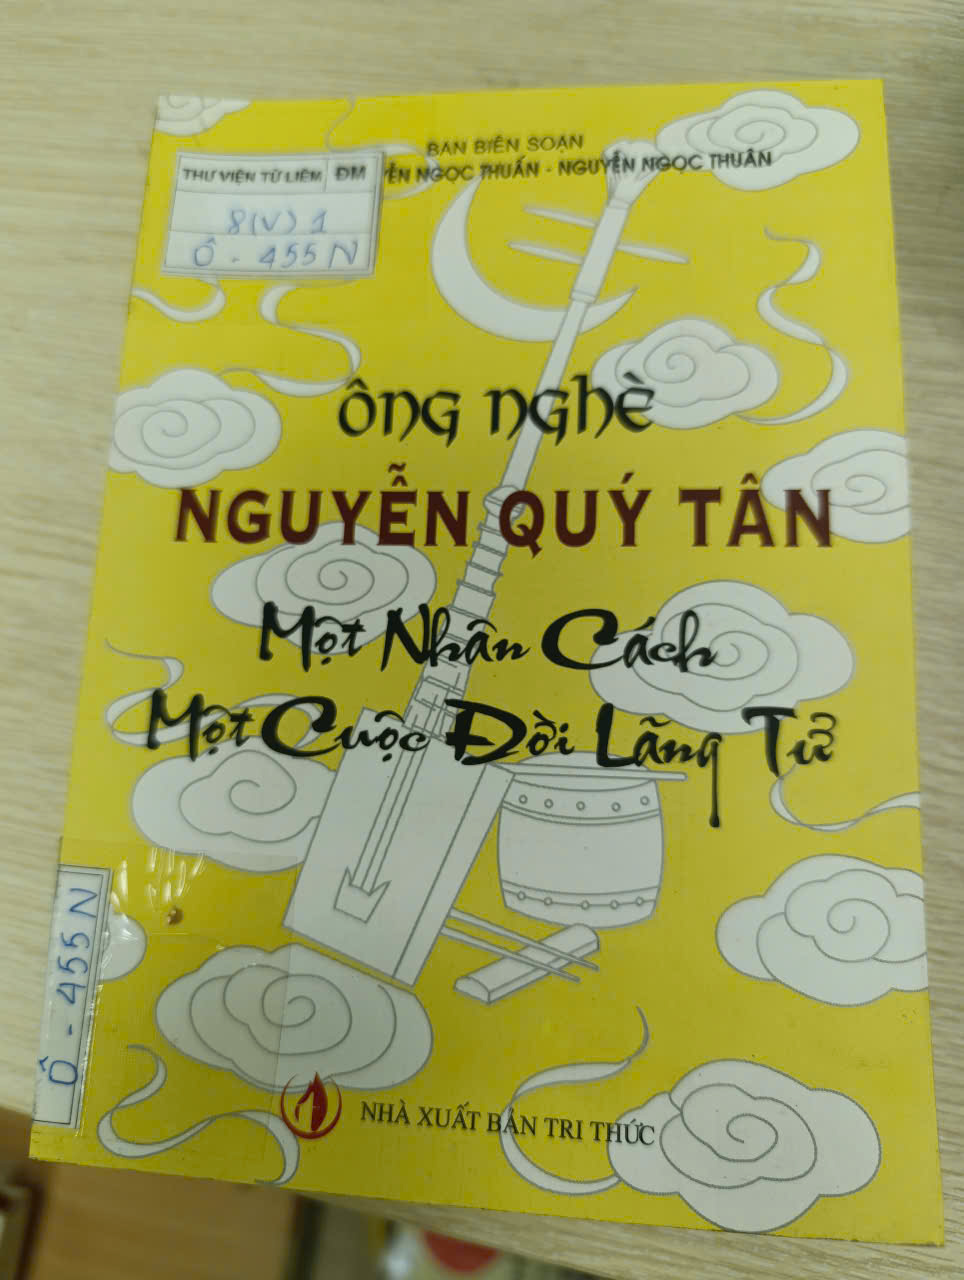 BAN BIÊN SOẠN
NGỌC THUẤN - NGUYỄN NGỌC THUÂN
THƯ VIỆN TỪ LIÊM ĐM
8(V) 1
Ô - 455 N
ông nghè
NGUYỄN QUÝ TÂN
Một Nhân Cách
Một Cuộc Đời Lãng Tử
Ô - 455 N
NHÀ XUẤT BẢN TRI THỨC